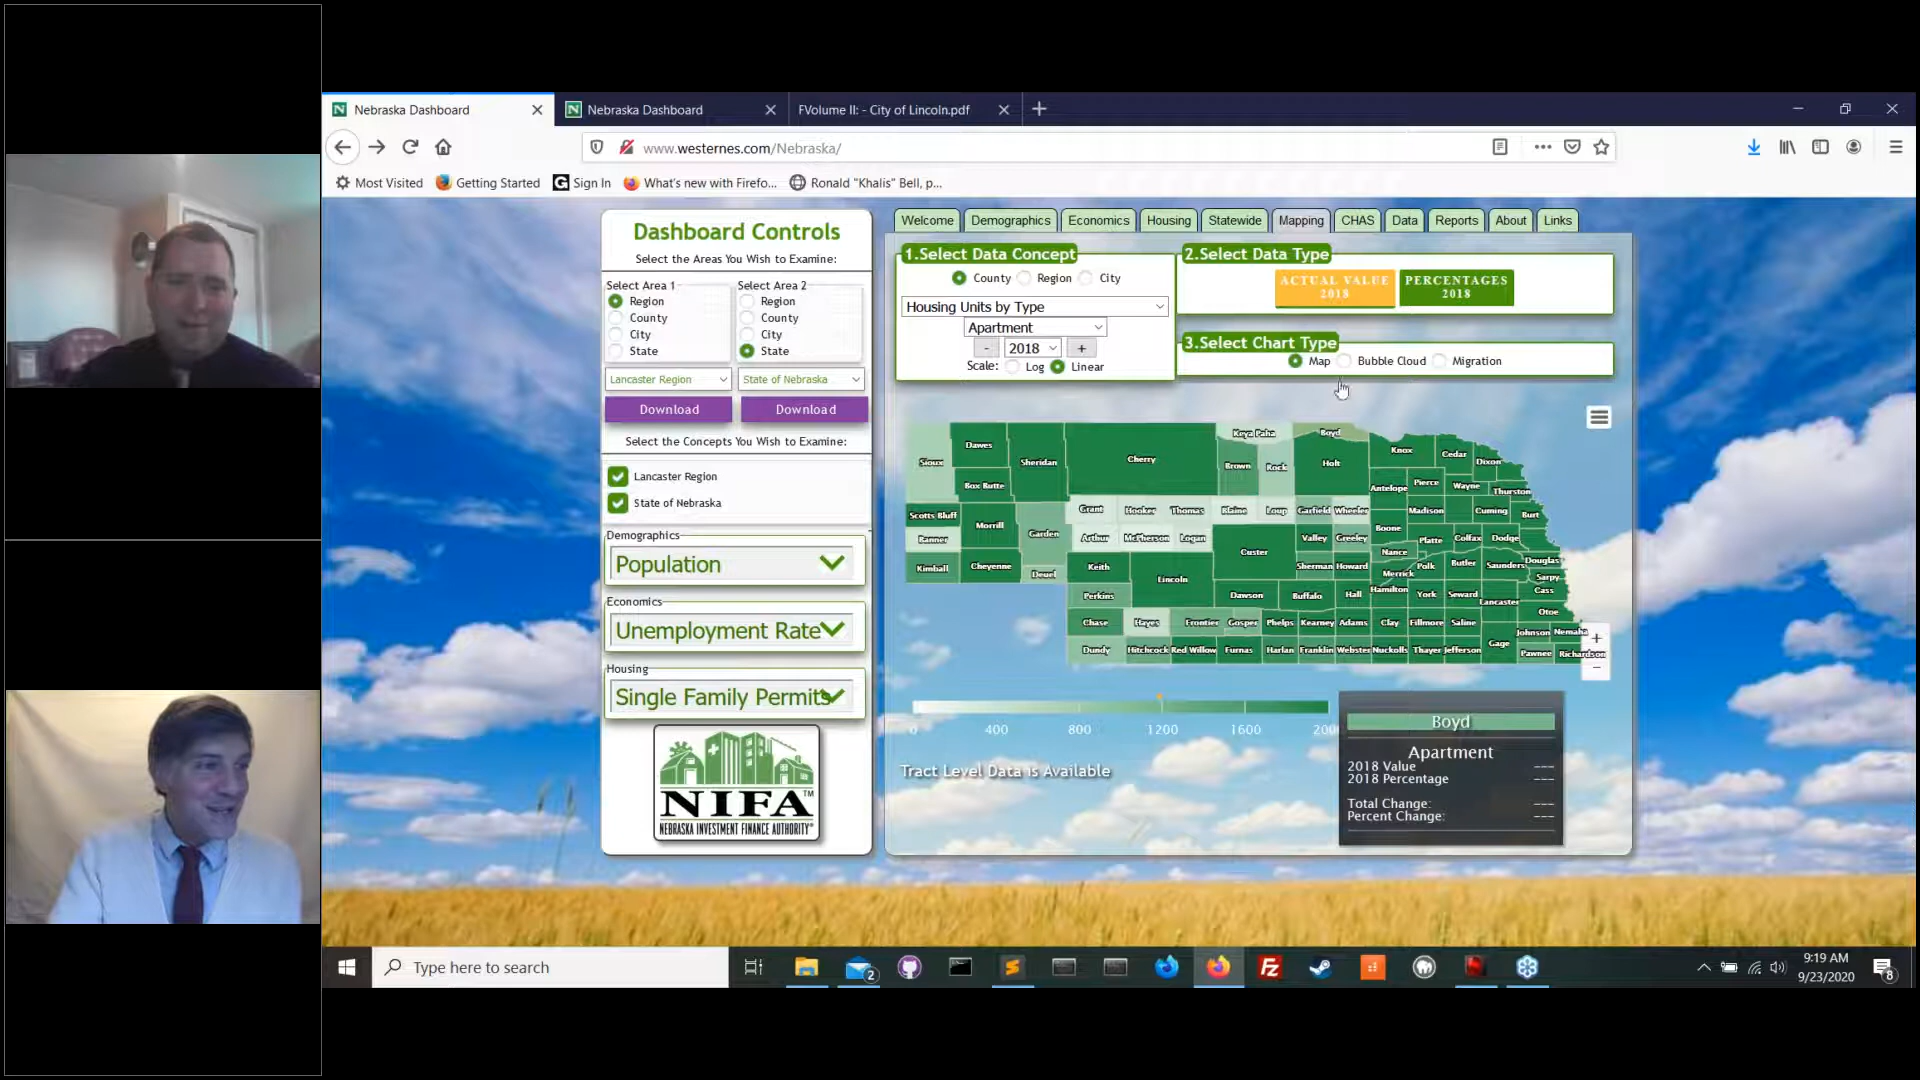 Nebraska Dashboard
Nebraska Dashboard
FVolume II: - City of Lincoln.pdf
www.westernes.com/Nebraska/
Most Visited
Getting Started
Sign In
What's new with Firefo...
Ronald "Khalis" Bell, p...
Dashboard Controls
Select the Areas You Wish to Examine:
Select Area 1
Region
County
City
State
Select Area 2
Region
County
City
State
Lancaster Region
State of Nebraska
Download
Download
Select the Concepts You Wish to Examine:
Lancaster Region
State of Nebraska
Demographics
Population
Economics
Unemployment Rate
Housing
Single Family Permits
NIFA™
NEBRASKA INVESTMENT FINANCE AUTHORITY
Welcome
Demographics
Economics
Housing
Statewide
Mapping
CHAS
Data
Reports
About
Links
1.Select Data Concept
County Region City
Housing Units by Type
Apartment
- 2018 +
Scale: Log Linear
2.Select Data Type
ACTUAL VALUE
2018
PERCENTAGES
2018
3.Select Chart Type
Map Bubble Cloud Migration
Sioux
Dawes
Sheridan
Cherry
Keya Paha
Boyd
Box Butte
Brown
Rock
Holt
Knox
Cedar
Dixon
Antelope
Pierce
Wayne
Thurston
Scotts Bluff
Morrill
Grant
Hooker
Thomas
Blaine
Loup
Garfield
Wheeler
Madison
Cuming
Burt
Banner
Garden
Arthur
McPherson
Logan
Custer
Valley
Greeley
Boone
Platte
Colfax
Dodge
Nance
Kimball
Cheyenne
Deuel
Keith
Lincoln
Sherman
Howard
Merrick
Polk
Butler
Saunders
Douglas
Sarpy
Cass
Perkins
Dawson
Buffalo
Hall
Hamilton
York
Seward
Lancaster
Otoe
Chase
Hayes
Frontier
Gosper
Phelps
Kearney
Adams
Clay
Fillmore
Saline
Gage
Johnson
Nemaha
Dundy
Hitchcock
Red Willow
Furnas
Harlan
Franklin
Webster
Nuckolls
Thayer
Jefferson
Pawnee
Richardson
+
-
0 400 800 1200 1600 200
Tract Level Data is Available
Boyd
Apartment
2018 Value ---
2018 Percentage ---
Total Change: ---
Percent Change: ---
Type here to search
2
9:19 AM
9/23/2020
8